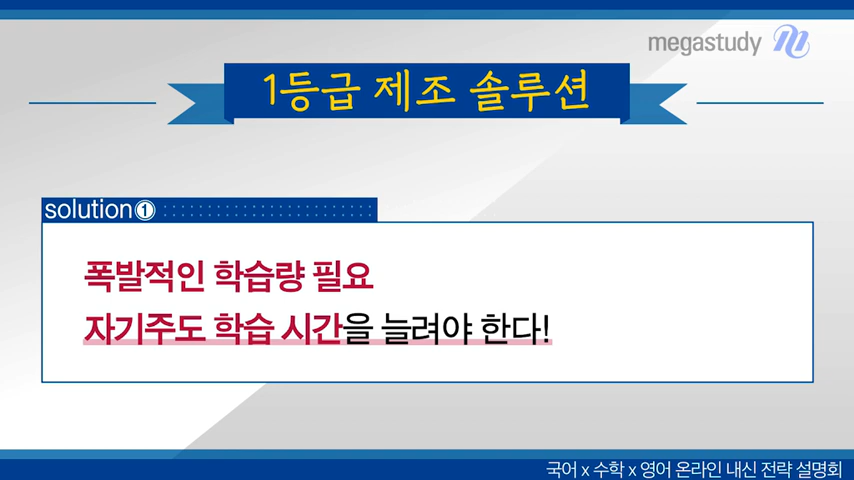 megastudy
1등급 제조 솔루션
solution①
폭발적인 학습량 필요
자기주도 학습 시간을 늘려야 한다!
국어 x 수학 x 영어 온라인 내신 전략 설명회